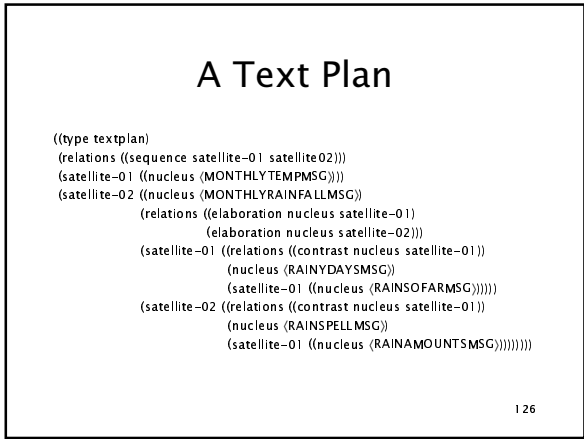 A Text Plan
((type textplan)
(relations ((sequence satellite-01 satellite02)))
(satellite-01 ((nucleus ⟨MONTHLYTEMPMSG⟩)))
(satellite-02 ((nucleus ⟨MONTHLYRAINFALLMSG⟩)
(relations ((elaboration nucleus satellite-01)
(elaboration nucleus satellite-02)))
(satellite-01 ((relations ((contrast nucleus satellite-01))
(nucleus ⟨RAINYDAYSMSG⟩)
(satellite-01 ((nucleus ⟨RAINSOFARMSG⟩)))))
(satellite-02 ((relations ((contrast nucleus satellite-01))
(nucleus ⟨RAINSPELLMSG⟩)
(satellite-01 ((nucleus ⟨RAINAMOUNTSMSG⟩))))))))
126